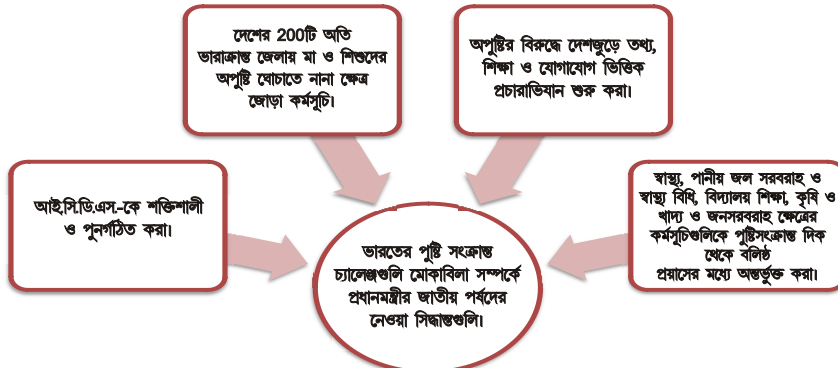 দেশের 200টি অতি
ভারাক্রান্ত জেলায় মা ও শিশুদের
অপুষ্টি ঘোচাতে নানা ক্ষেত্র
জোড়া কর্মসূচি।
অপুষ্টির বিরুদ্ধে দেশজুড়ে তথ্য,
শিক্ষা ও যোগাযোগ ভিত্তিক
প্রচারাভিযান শুরু করা।
আই.সি.ডি.এস.-কে শক্তিশালী
ও পুনর্গঠিত করা।
স্বাস্থ্য, পানীয় জল সরবরাহ ও
স্বাস্থ্য বিধি, বিদ্যালয় শিক্ষা, কৃষি ও
খাদ্য ও জনসরবরাহ ক্ষেত্রের
কর্মসূচিগুলিকে পুষ্টিসংক্রান্ত দিক
থেকে বলিষ্ঠ
প্রয়াসের মধ্যে অন্তর্ভুক্ত করা।
ভারতের পুষ্টি সংক্রান্ত
চ্যালেঞ্জগুলি মোকাবিলা সম্পর্কে
প্রধানমন্ত্রীর জাতীয় পর্ষদের
নেওয়া সিদ্ধান্তগুলি।